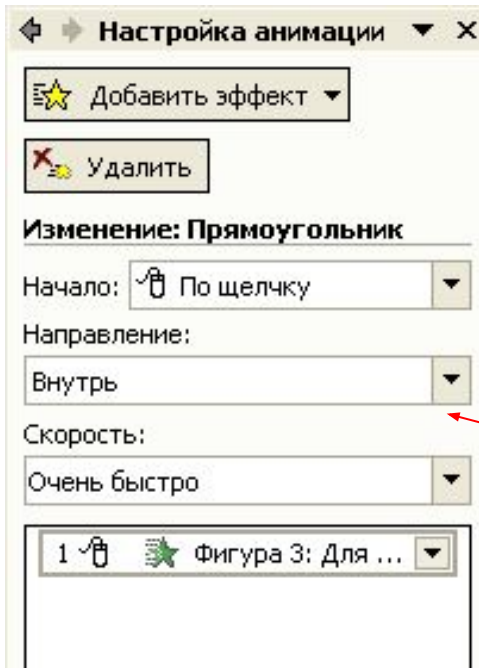 Настройка анимации
Добавить эффект
Удалить
Изменение: Прямоугольник
Начало: По щелчку
Направление:
Внутрь
Скорость:
Очень быстро
1 Фигура 3: Для ...